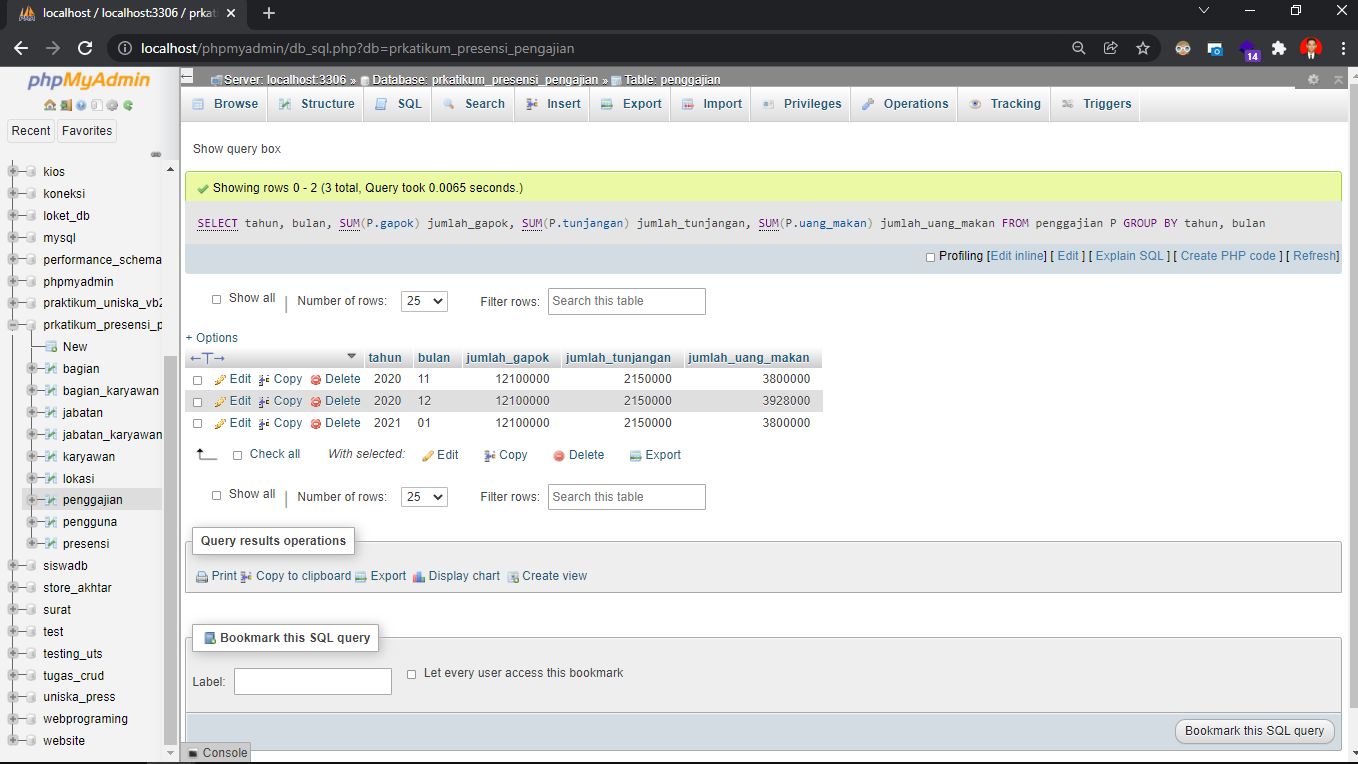 localhost / localhost:3306 / prkat
localhost/phpmyadmin/db_sql.php?db=prkatikum_presensi_pengajian
14
phpMyAdmin
Recent Favorites
kios
koneksi
loket_db
mysql
performance_schema
phpmyadmin
praktikum_uniska_vb2
prkatikum_presensi_p
New
bagian
bagian_karyawan
jabatan
jabatan_karyawan
karyawan
lokasi
penggajian
pengguna
presensi
siswadb
store_akhtar
surat
test
testing_uts
tugas_crud
uniska_press
webprograming
website
Server: localhost:3306 » Database: prkatikum_presensi_pengajian » Table: penggajian
Browse Structure SQL Search Insert Export Import Privileges Operations Tracking Triggers
Show query box
Showing rows 0 - 2 (3 total, Query took 0.0065 seconds.)
SELECT tahun, bulan, SUM(P.gapok) jumlah_gapok, SUM(P.tunjangan) jumlah_tunjangan, SUM(P.uang_makan) jumlah_uang_makan FROM penggajian P GROUP BY tahun, bulan
Profiling [Edit inline] [ Edit ] [ Explain SQL ] [ Create PHP code ] [ Refresh]
Show all | Number of rows: 25 Filter rows: Search this table
+ Options
←T→ tahun bulan jumlah_gapok jumlah_tunjangan jumlah_uang_makan
Edit Copy Delete 2020 11 12100000 2150000 3800000
Edit Copy Delete 2020 12 12100000 2150000 3928000
Edit Copy Delete 2021 01 12100000 2150000 3800000
Check all With selected: Edit Copy Delete Export
Show all | Number of rows: 25 Filter rows: Search this table
Query results operations
Print Copy to clipboard Export Display chart Create view
Bookmark this SQL query
Label: Let every user access this bookmark
Bookmark this SQL query
Console